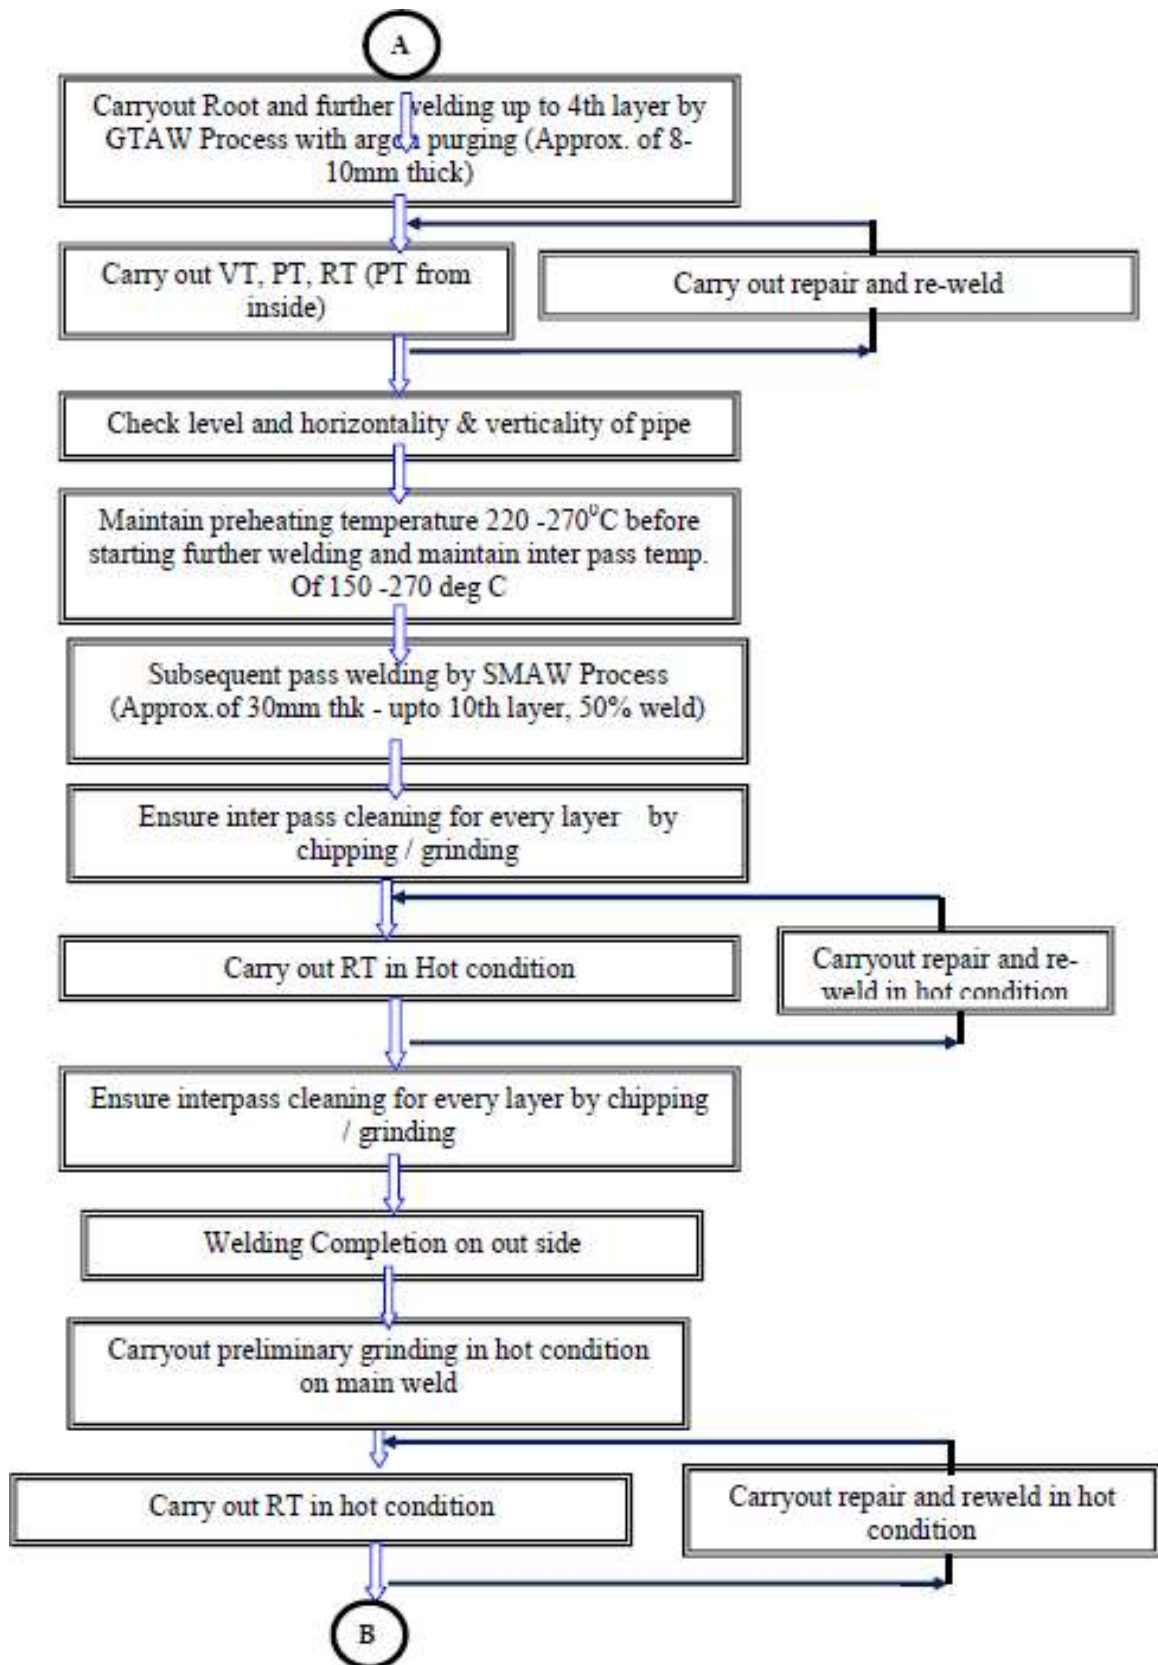 A
Carryout Root and further welding up to 4th layer by
GTAW Process with argon purging (Approx. of 8-
10mm thick)
Carry out VT, PT, RT (PT from
inside)
Carry out repair and re-weld
Check level and horizontality & verticality of pipe
Maintain preheating temperature 220 -270⁰C before
starting further welding and maintain inter pass temp.
Of 150 -270 deg C
Subsequent pass welding by SMAW Process
(Approx.of 30mm thk - upto 10th layer, 50% weld)
Ensure inter pass cleaning for every layer by
chipping / grinding
Carry out RT in Hot condition
Carryout repair and re-
weld in hot condition
Ensure interpass cleaning for every layer by chipping
/ grinding
Welding Completion on out side
Carryout preliminary grinding in hot condition
on main weld
Carry out RT in hot condition
Carryout repair and reweld in hot
condition
B